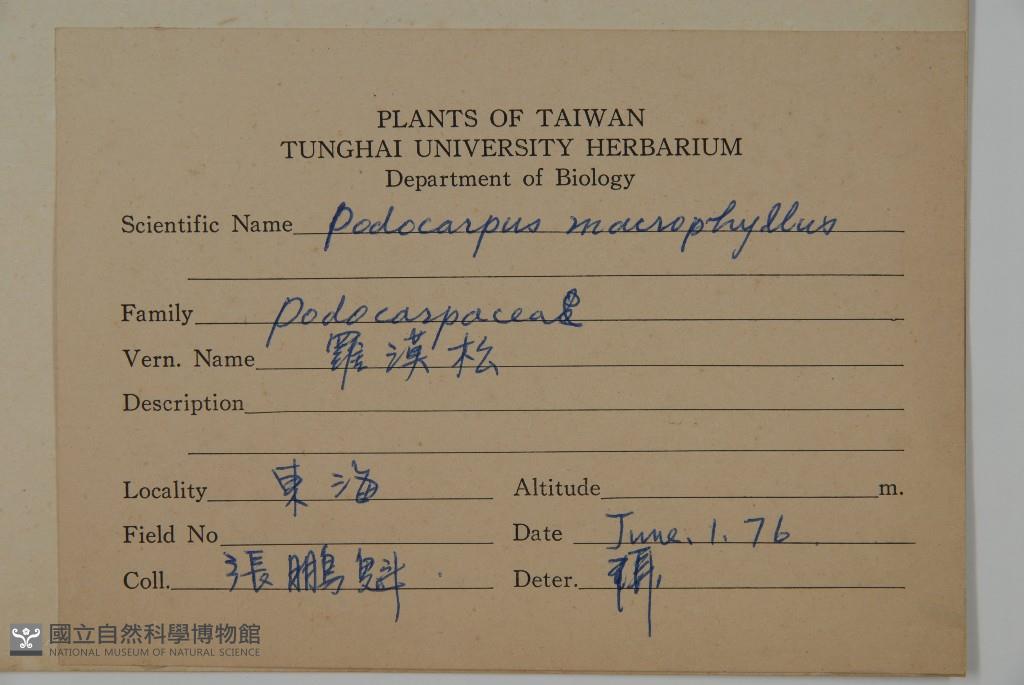 PLANTS OF TAIWAN
TUNGHAI UNIVERSITY HERBARIUM
Department of Biology
Scientific Name Podocarpus macrophyllus
Family Podocarpaceae
Vern. Name 羅漢松
Description
Locality 東海 Altitude m.
Field No Date June. 1. 76
Coll. 張鵬魁 Deter.
國立自然科學博物館
NATIONAL MUSEUM OF NATURAL SCIENCE